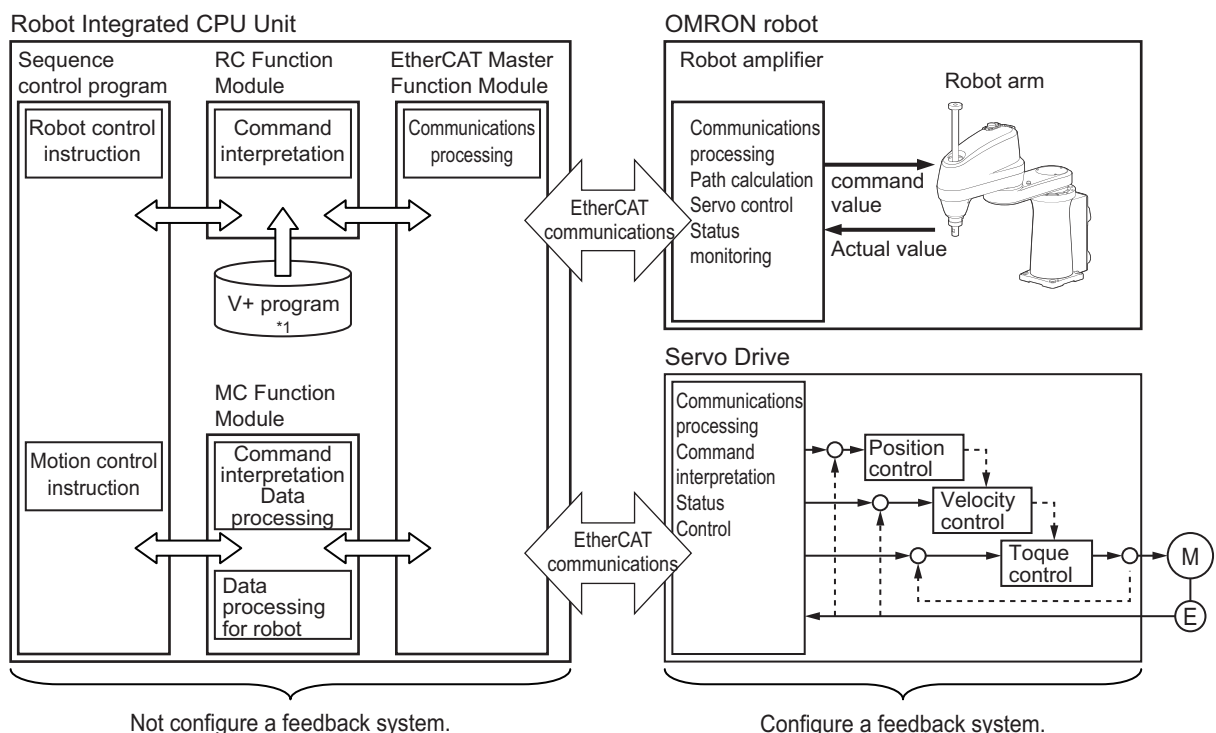 Robot Integrated CPU Unit
Sequence
control program
Robot control
instruction
Motion control
instruction
RC Function
Module
Command
interpretation
V+ program
*1
MC Function
Module
Command
interpretation
Data
processing
Data
processing
for robot
EtherCAT Master
Function Module
Communications
processing
EtherCAT
communications
EtherCAT
communications
Not configure a feedback system.
OMRON robot
Robot amplifier
Communications
processing
Path calculation
Servo control
Status
monitoring
command
value
Actual value
Robot arm
Servo Drive
Communications
processing
Command
interpretation
Status
Control
Position
control
Velocity
control
Toque
control
M
E
Configure a feedback system.